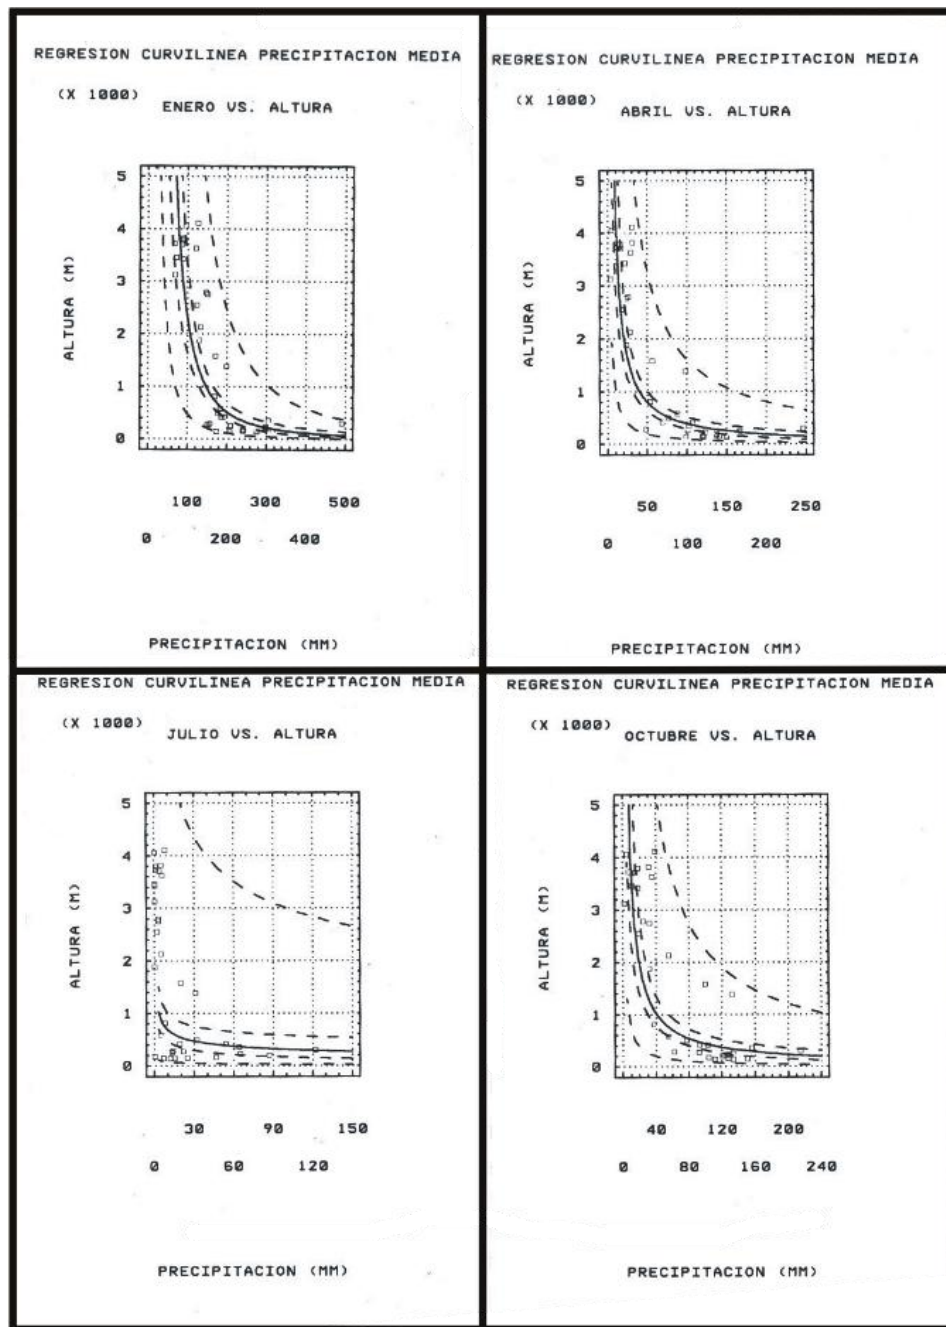 REGRESION CURVILINEA PRECIPITACION MEDIA
(X 1000)
ENERO VS. ALTURA
5
4
3
2
1
0
ALTURA (M)
100 300 500
0 200 400
PRECIPITACION (MM)
REGRESION CURVILINEA PRECIPITACION MEDIA
(X 1000)
ABRIL VS. ALTURA
5
4
3
2
1
0
ALTURA (M)
50 150 250
0 100 200
PRECIPITACION (MM)
REGRESION CURVILINEA PRECIPITACION MEDIA
(X 1000)
JULIO VS. ALTURA
5
4
3
2
1
0
ALTURA (M)
30 90 150
0 60 120
PRECIPITACION (MM)
REGRESION CURVILINEA PRECIPITACION MEDIA
(X 1000)
OCTUBRE VS. ALTURA
5
4
3
2
1
0
ALTURA (M)
40 120 200
0 80 160 240
PRECIPITACION (MM)